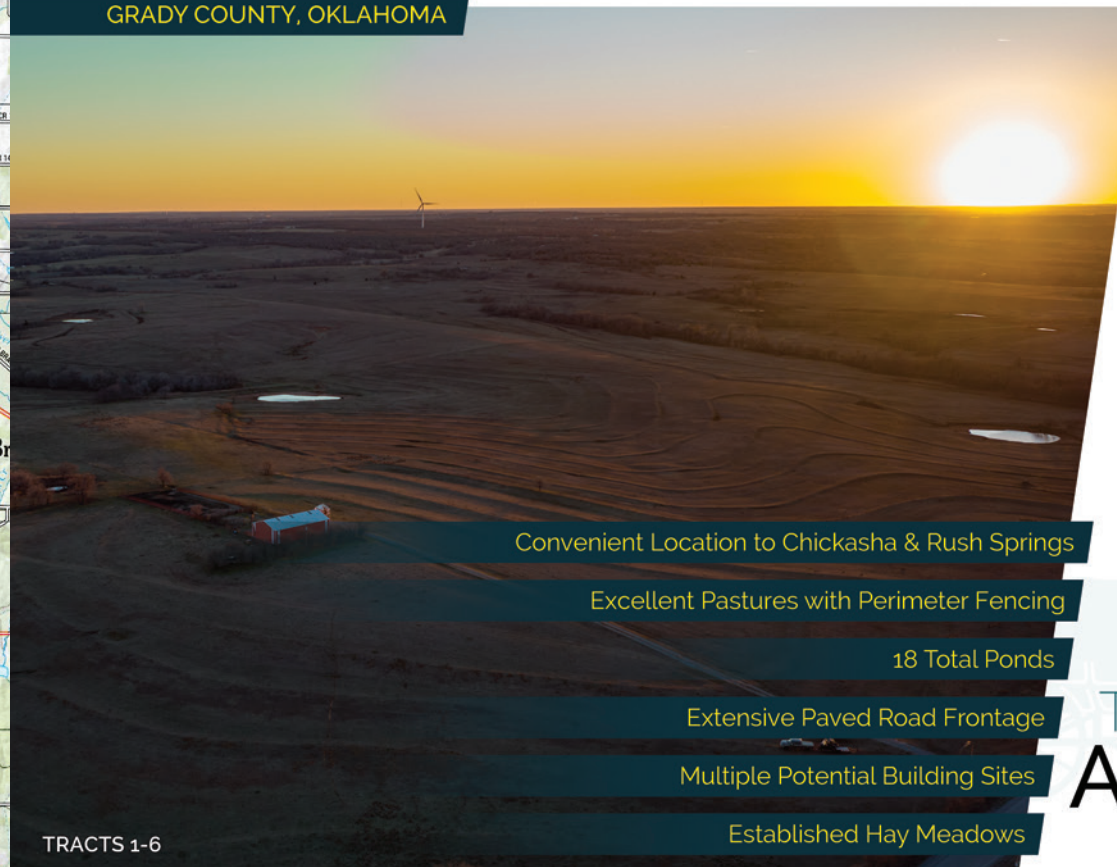 GRADY COUNTY, OKLAHOMA
Convenient Location to Chickasha & Rush Springs
Excellent Pastures with Perimeter Fencing
18 Total Ponds
Extensive Paved Road Frontage
Multiple Potential Building Sites
Established Hay Meadows
TRACTS 1-6